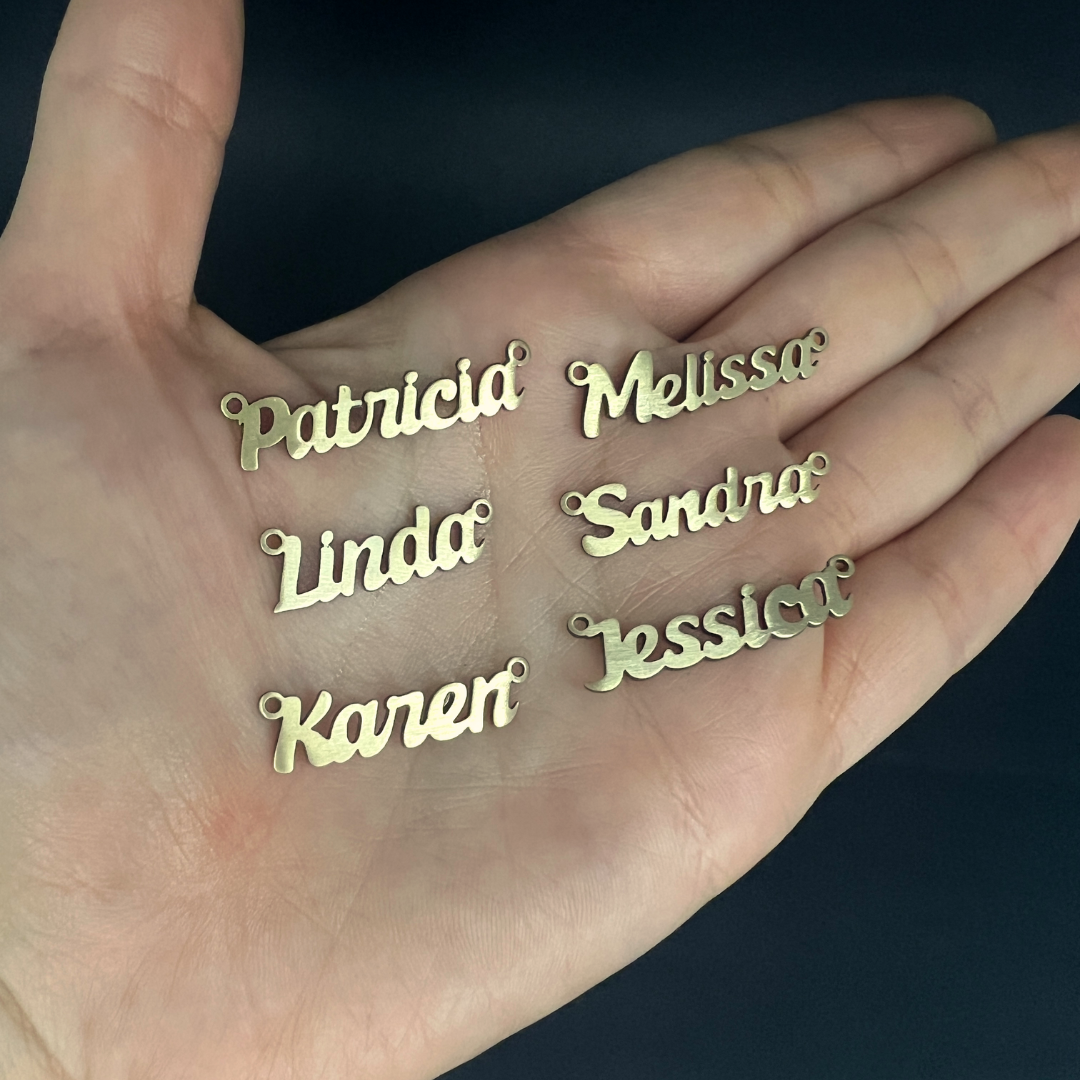 Patricia
Melissa
Linda
Sandra
Karen
Jessica